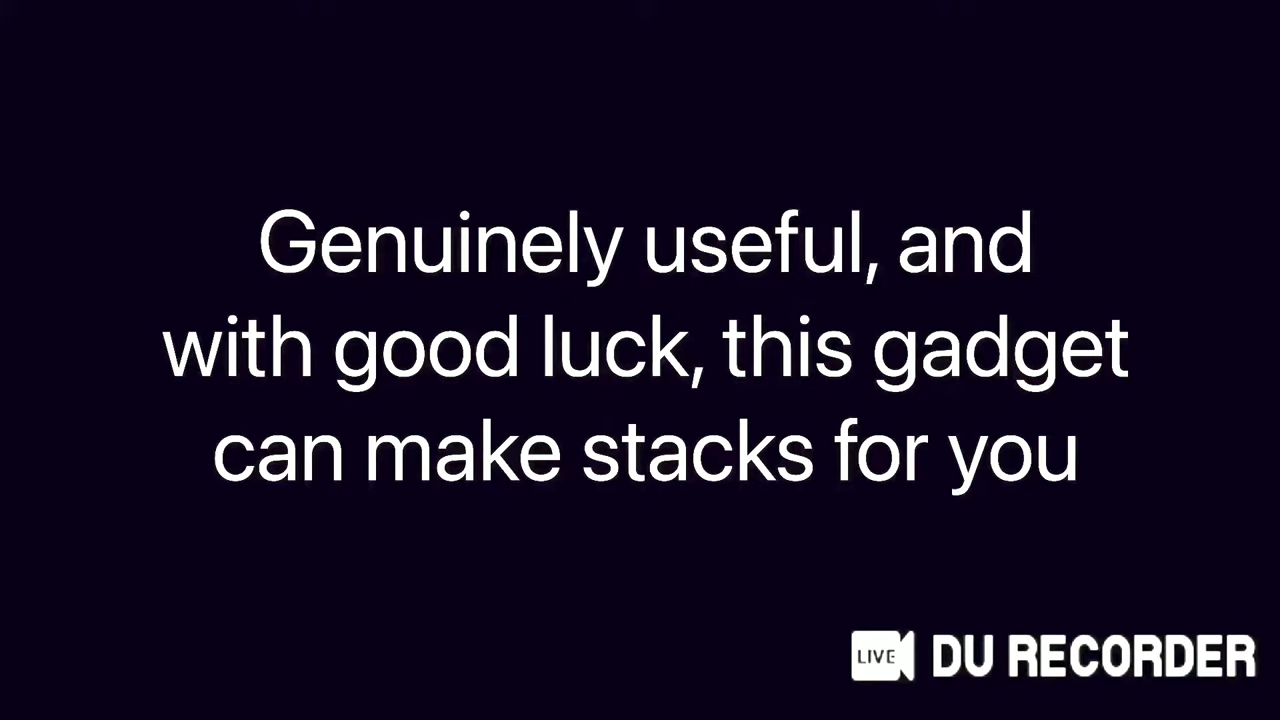 Genuinely useful, and
with good luck, this gadget
can make stacks for you
LIVE DU RECORDER